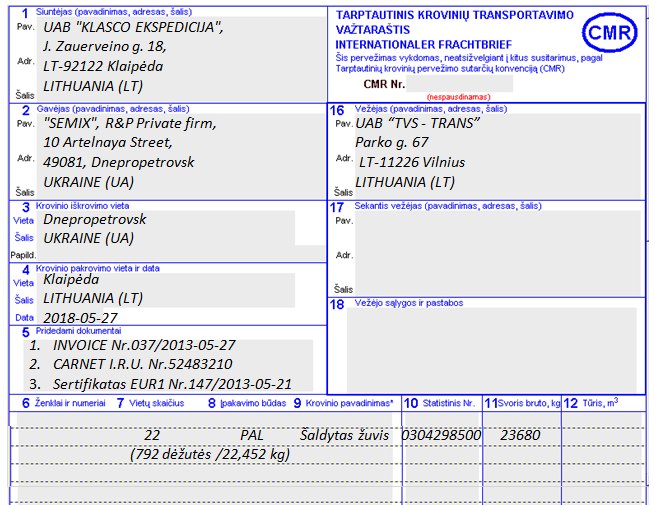 1 Siuntėjas (pavadinimas, adresas, šalis)
Pav. UAB "KLASCO EKSPEDICIJA",
J. Zauerveino g. 18,
Adr. LT-92122 Klaipėda
Šalis LITHUANIA (LT)
TARPTAUTINIS KROVINIŲ TRANSPORTAVIMO
VAŽTARAŠTIS
INTERNATIONALER FRACHTBRIEF
CMR
Šis pervežimas vykdomas, neatsižvelgiant į kitus susitarimus, pagal
Tarptautinių krovinių pervežimo sutarčių konvenciją (CMR)
CMR Nr.
(nespausdinamas)
2 Gavėjas (pavadinimas, adresas, šalis)
Pav. "SEMIX", R&P Private firm,
10 Artelnaya Street,
Adr. 49081, Dnepropetrovsk
Šalis UKRAINE (UA)
16 Vežėjas (pavadinimas, adresas, šalis)
Pav. UAB "TVS - TRANS”
Parko g. 67
Adr. LT-11226 Vilnius
Šalis LITHUANIA (LT)
3 Krovinio iškrovimo vieta
Vieta Dnepropetrovsk
Šalis UKRAINE (UA)
Papild.
17 Sekantis vežėjas (pavadinimas, adresas, šalis)
Pav.
Adr.
Šalis
4 Krovinio pakrovimo vieta ir data
Vieta Klaipėda
Šalis LITHUANIA (LT)
Data 2018-05-27
18 Vežėjo sąlygos ir pastabos
5 Pridedami dokumentai
1. INVOICE Nr.037/2013-05-27
2. CARNET I.R.U. Nr.52483210
3. Sertifikatas EUR1 Nr.147/2013-05-21
6 Ženklai ir numeriai 7 Vietų skaičius 8 Įpakavimo būdas 9 Krovinio pavadinimas* 10 Statistinis Nr. 11 Svoris bruto, kg 12 Tūris, m3
22 PAL Šaldytas žuvis 0304298500 23680
(792 dėžutės /22,452 kg)